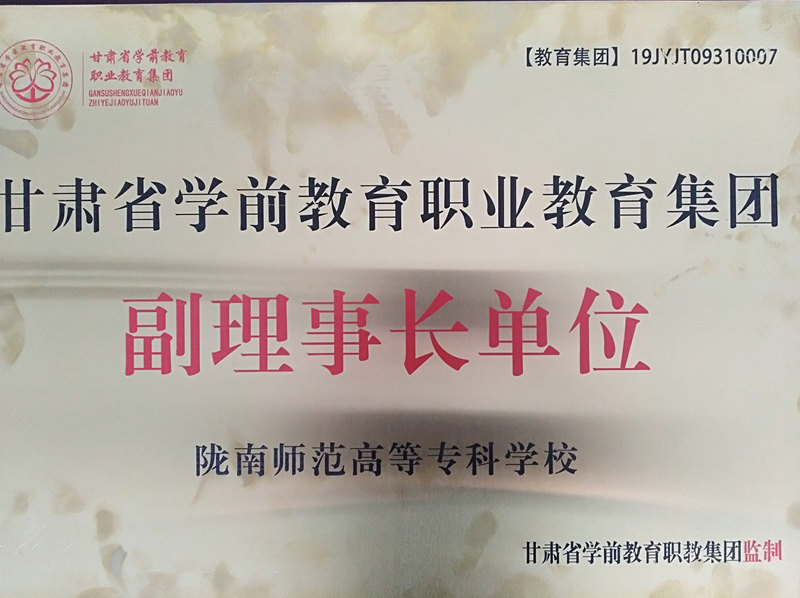 甘肃省学前教育
职业教育集团
GANSUSHENGXUEQIANJIAOYU
ZHIYEJIAOYUJITUAN
【教育集团】19JYJT09310007
甘肃省学前教育职业教育集团
副理事长单位
陇南师范高等专科学校
甘肃省学前教育职教集团监制